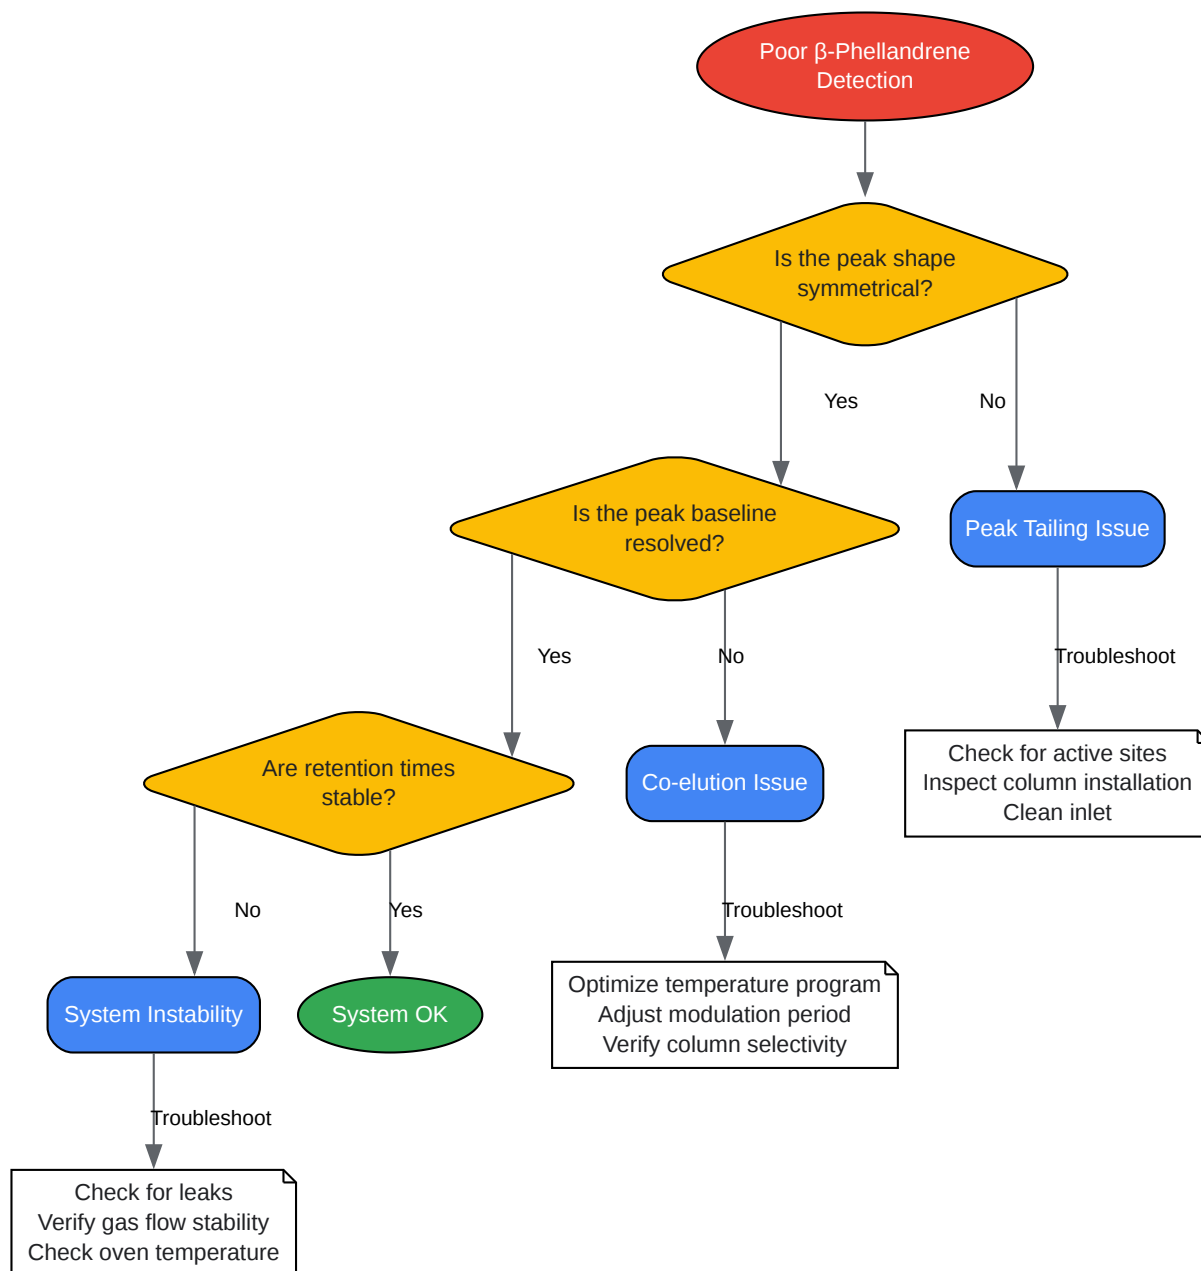 Poor β-Phellandrene
Detection
Is the peak shape
symmetrical?
Yes
No
Is the peak baseline
resolved?
Peak Tailing Issue
Yes
No
Troubleshoot
Are retention times
stable?
Co-elution Issue
Check for active sites
Inspect column installation
Clean inlet
No
Yes
Troubleshoot
System Instability
System OK
Optimize temperature program
Adjust modulation period
Verify column selectivity
Troubleshoot
Check for leaks
Verify gas flow stability
Check oven temperature